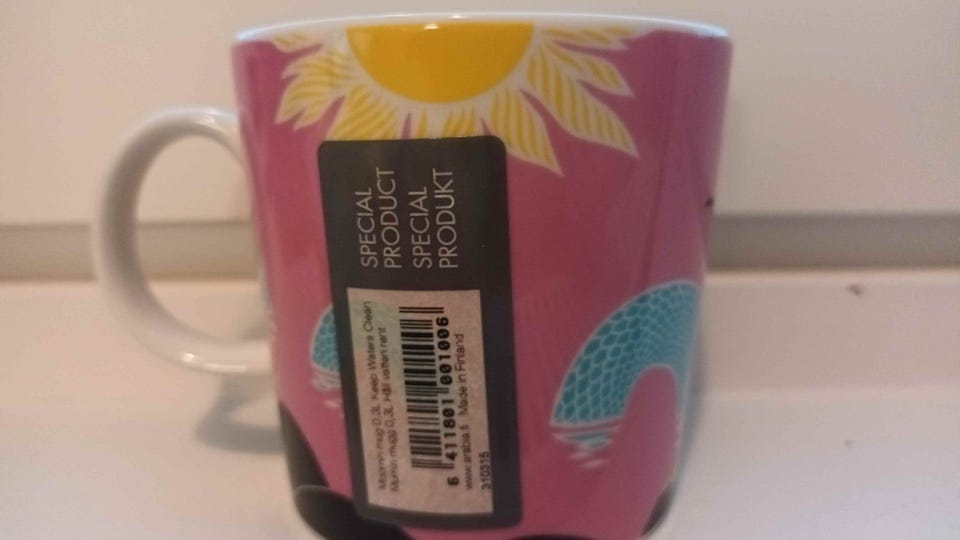 SPECIAL
PRODUCT
SPECIAL
PRODUKT
Moomin mug 0,3L Keep Waters Clean
Mumin mugg 0,3L Håll vatten rent
6 411801 001006
www.arabia.fi Made in Finland
310315